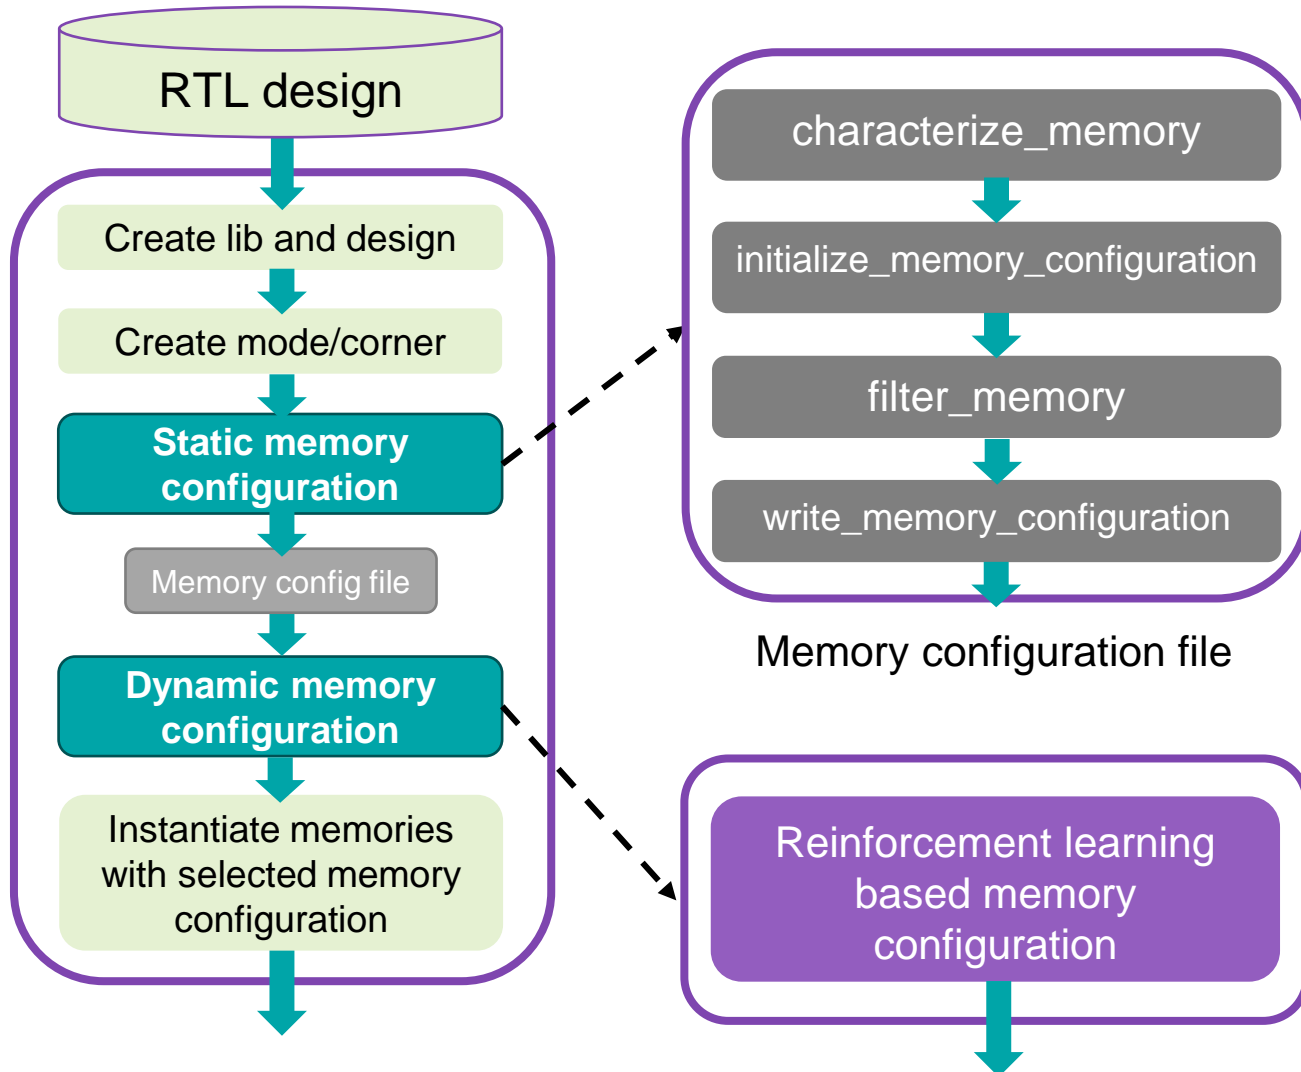 RTL design
Create lib and design
Create mode/corner
Static memory
configuration
Memory config file
Dynamic memory
configuration
Instantiate memories
with selected memory
configuration
characterize_memory
initialize_memory_configuration
filter_memory
write_memory_configuration
Memory configuration file
Reinforcement learning
based memory
configuration